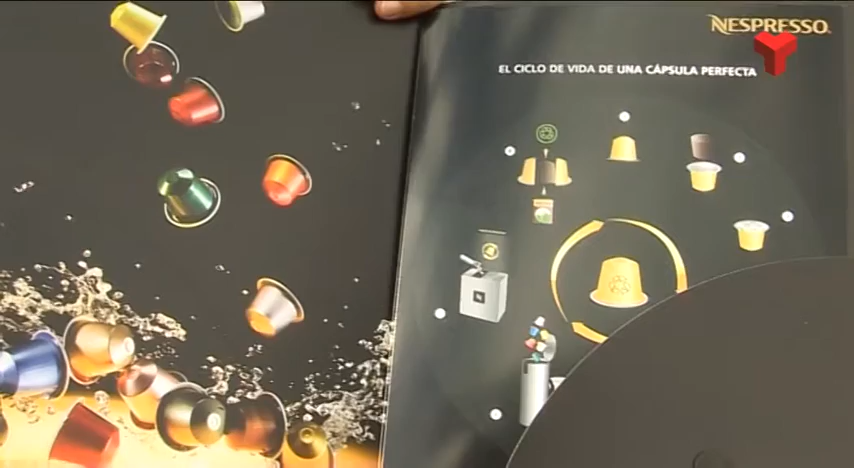 NESPRESSO
EL CICLO DE VIDA DE UNA CÁPSULA PERFECTA